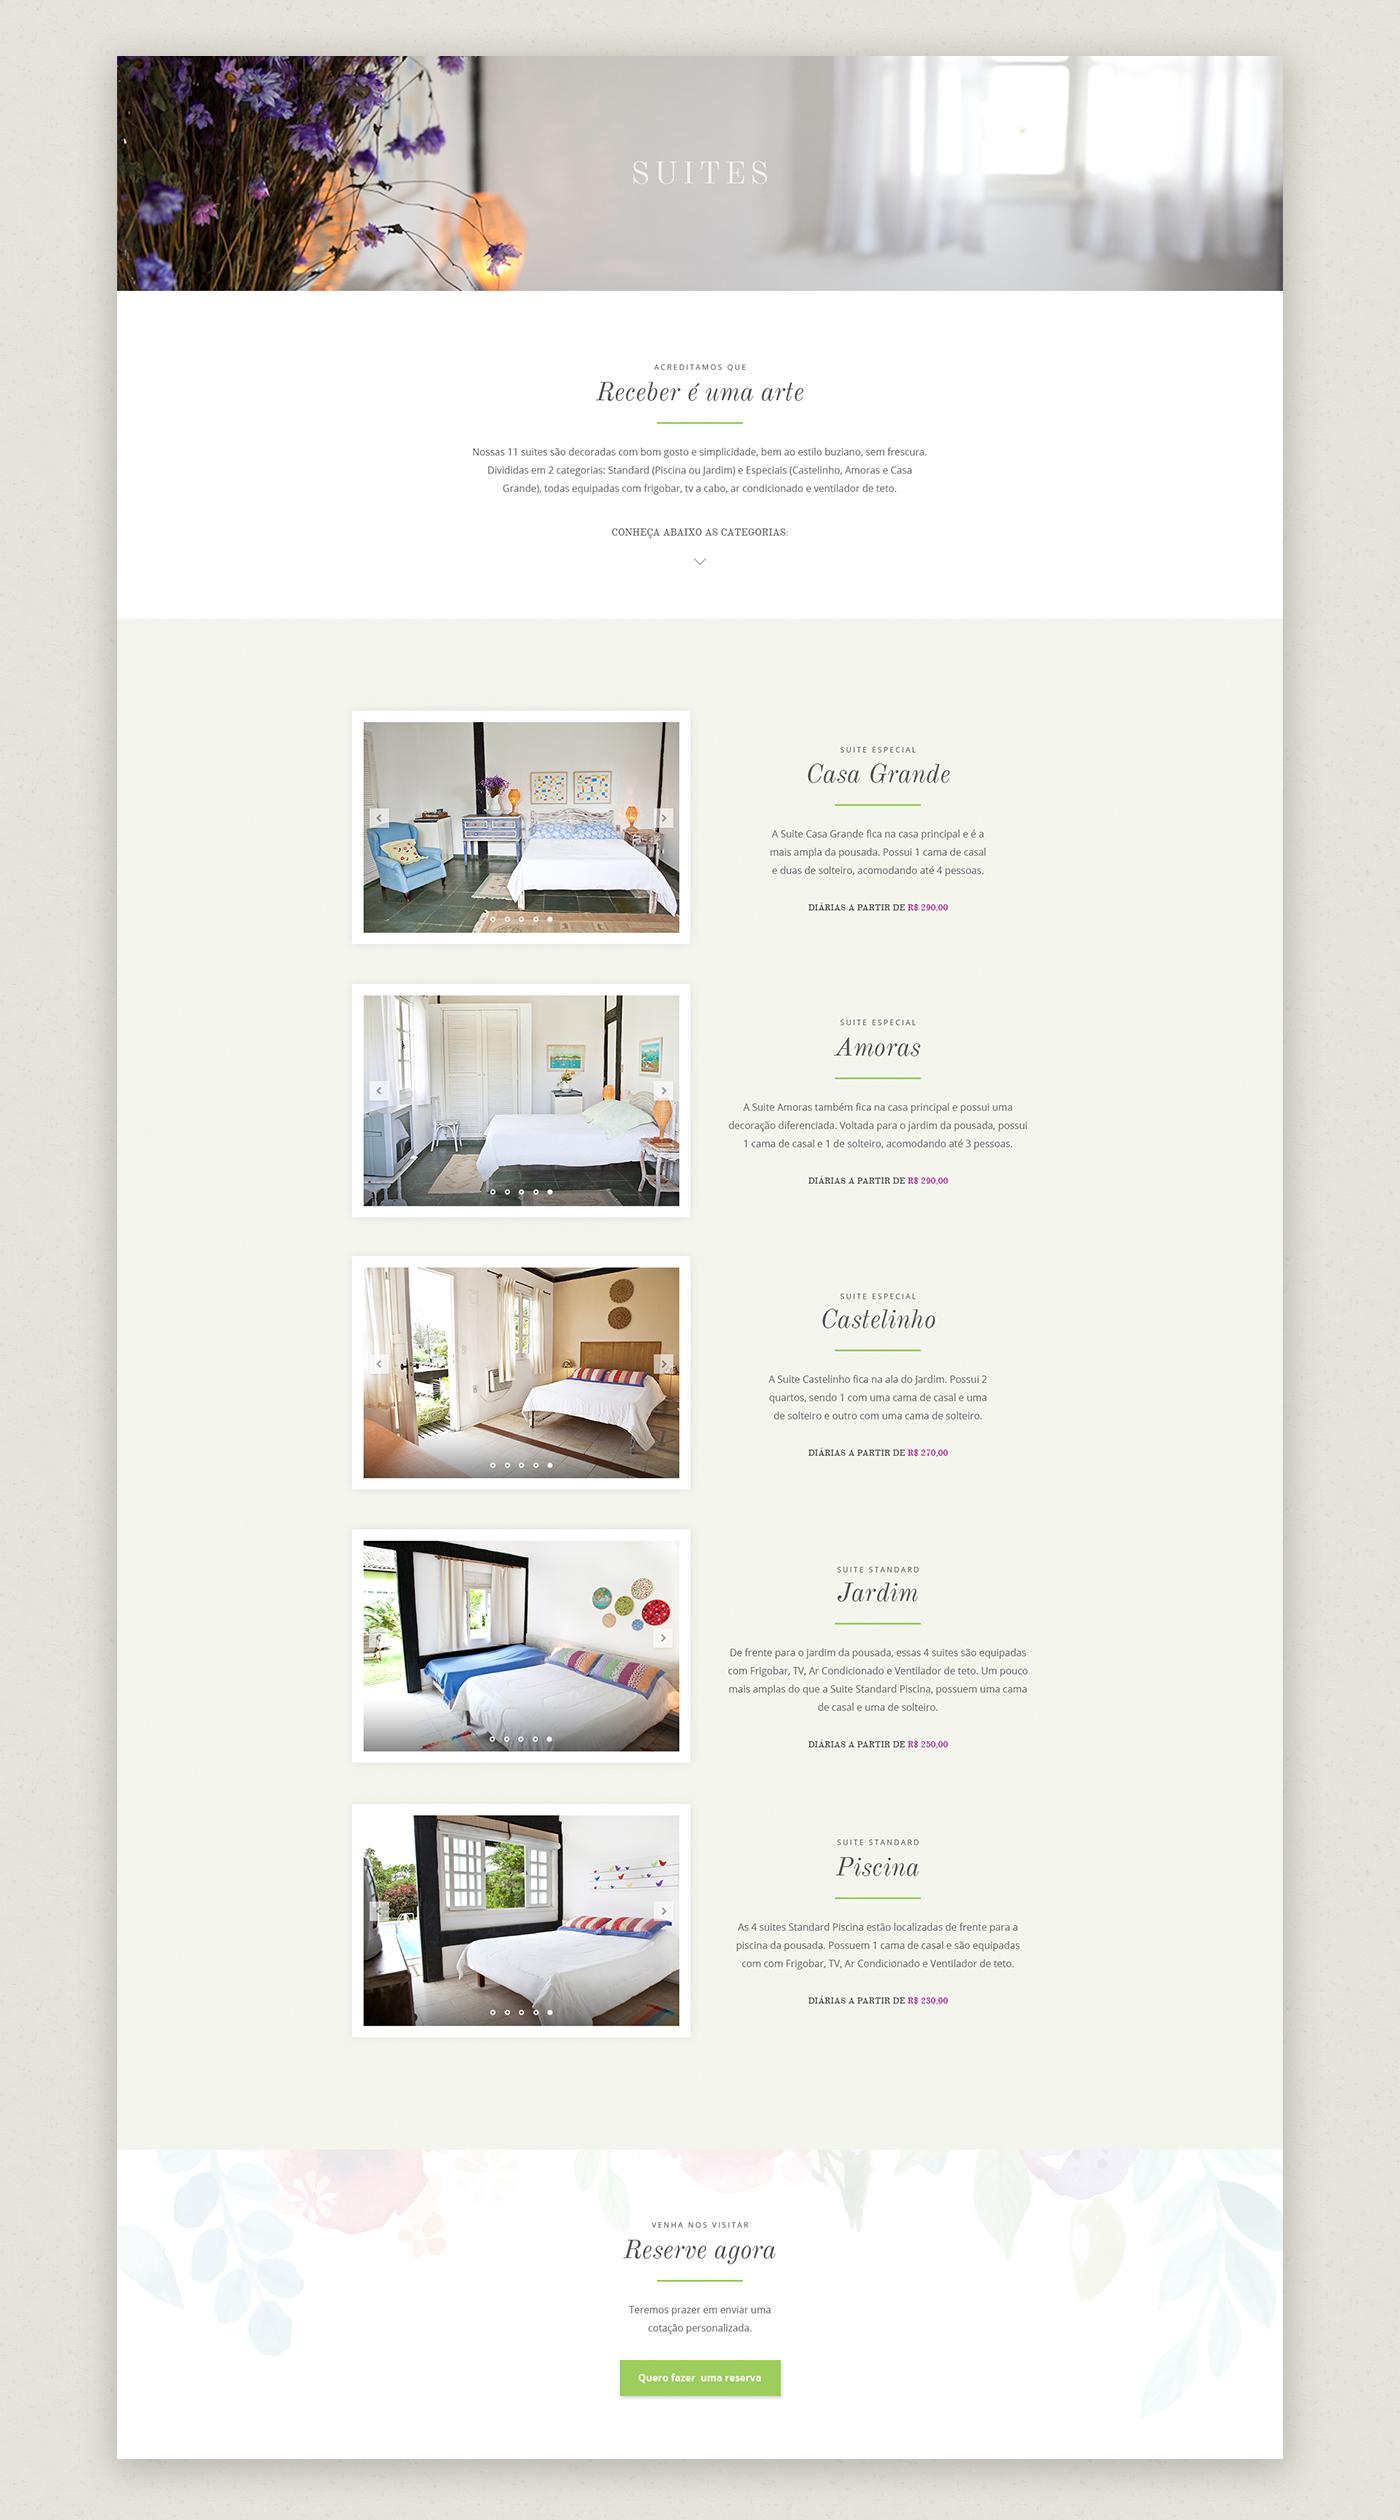 SUITES
ACREDITAMOS QUE
Receber é uma arte
Nossas 11 suites são decoradas com bom gosto e simplicidade, bem ao estilo buziano, sem frescura.
Divididas em 2 categorias: Standard (Piscina ou Jardim) e Especiais (Castelinho, Amoras e Casa
Grande), todas equipadas com frigobar, tv a cabo, ar condicionado e ventilador de teto.
CONHEÇA ABAIXO AS CATEGORIAS:
SUITE ESPECIAL
Casa Grande
A Suite Casa Grande fica na casa principal e é a
mais ampla da pousada. Possui 1 cama de casal
e duas de solteiro, acomodando até 4 pessoas.
DIÁRIAS A PARTIR DE R$ 290,00
SUITE ESPECIAL
Amoras
A Suite Amoras também fica na casa principal e possui uma
decoração diferenciada. Voltada para o jardim da pousada, possui
1 cama de casal e 1 de solteiro, acomodando até 3 pessoas.
DIÁRIAS A PARTIR DE R$ 290,00
SUITE ESPECIAL
Castelinho
A Suite Castelinho fica na ala do Jardim. Possui 2
quartos, sendo 1 com uma cama de casal e uma
de solteiro e outro com uma cama de solteiro.
DIÁRIAS A PARTIR DE R$ 270,00
SUITE STANDARD
Jardim
De frente para o jardim da pousada, essas 4 suites são equipadas
com Frigobar, TV, Ar Condicionado e Ventilador de teto. Um pouco
mais amplas do que a Suite Standard Piscina, possuem uma cama
de casal e uma de solteiro.
DIÁRIAS A PARTIR DE R$ 250,00
SUITE STANDARD
Piscina
As 4 suites Standard Piscina estão localizadas de frente para a
piscina da pousada. Possuem 1 cama de casal e são equipadas
com com Frigobar, TV, Ar Condicionado e Ventilador de teto.
DIÁRIAS A PARTIR DE R$ 230,00
VENHA NOS VISITAR
Reserve agora
Teremos prazer em enviar uma
cotação personalizada.
Quero fazer  uma reserva